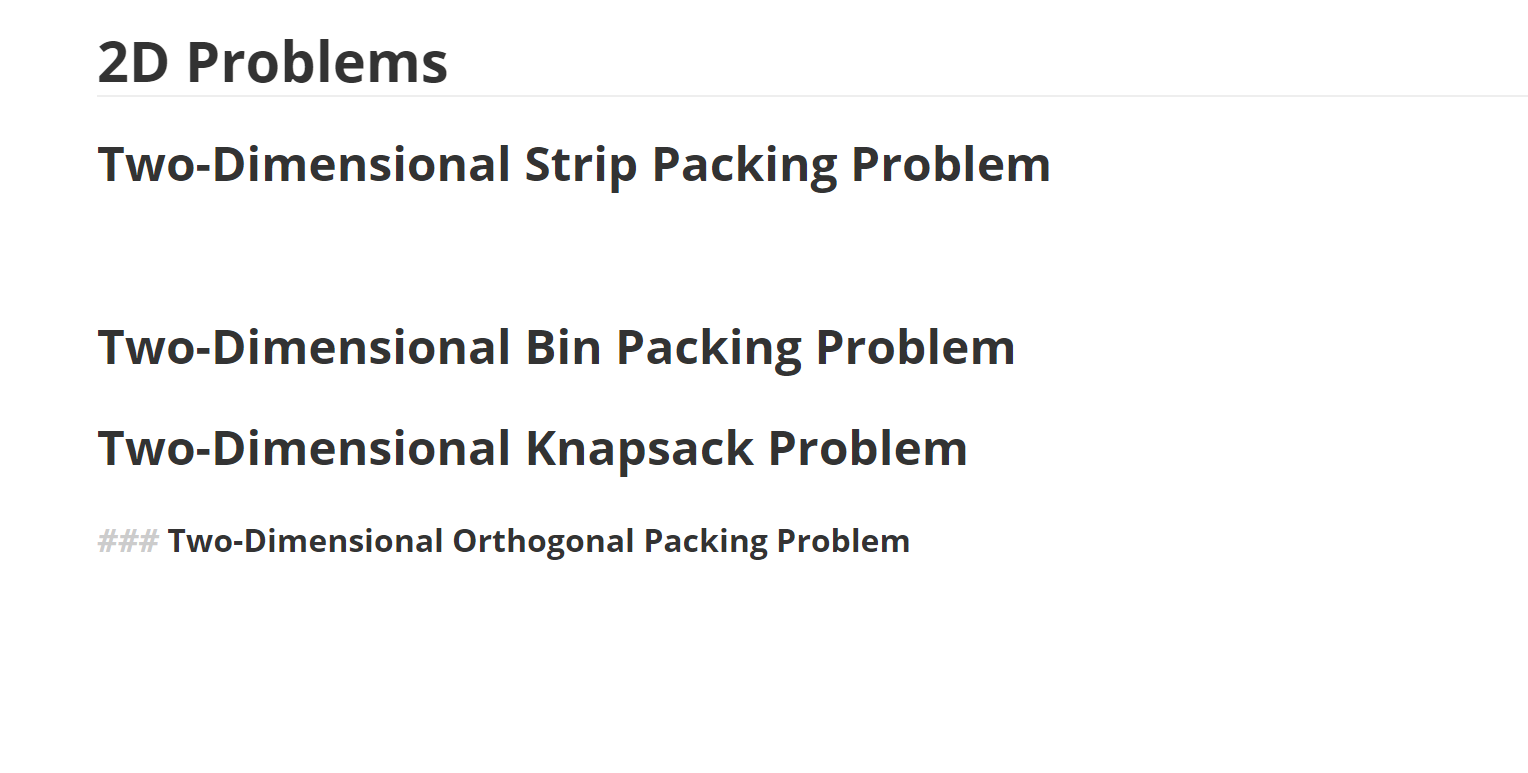 2D Problems
Two-Dimensional Strip Packing Problem
Two-Dimensional Bin Packing Problem
Two-Dimensional Knapsack Problem
### Two-Dimensional Orthogonal Packing Problem